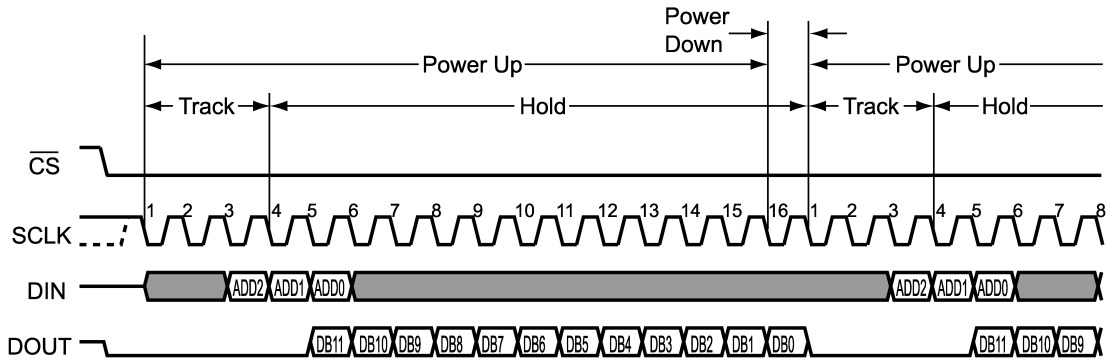 Power
Down
Power Up Power Up
Track Hold Track Hold
CS
1 2 3 4 5 6 7 8 9 10 11 12 13 14 15 16 1 2 3 4 5 6 7 8
SCLK
DIN ADD2 ADD1 ADD0 ADD2 ADD1 ADD0
DOUT DB11 DB10 DB9 DB8 DB7 DB6 DB5 DB4 DB3 DB2 DB1 DB0 DB11 DB10 DB9